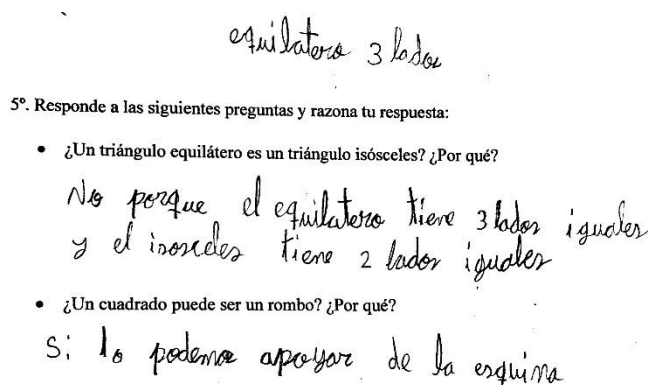 equilatero 3 lados
5º. Responde a las siguientes preguntas y razona tu respuesta:
• ¿Un triángulo equilátero es un triángulo isósceles? ¿Por qué?
No porque el equilatero tiene 3 lados iguales
y el isosceles tiene 2 lados iguales
• ¿Un cuadrado puede ser un rombo? ¿Por qué?
Si lo podemos apoyar de la esquina